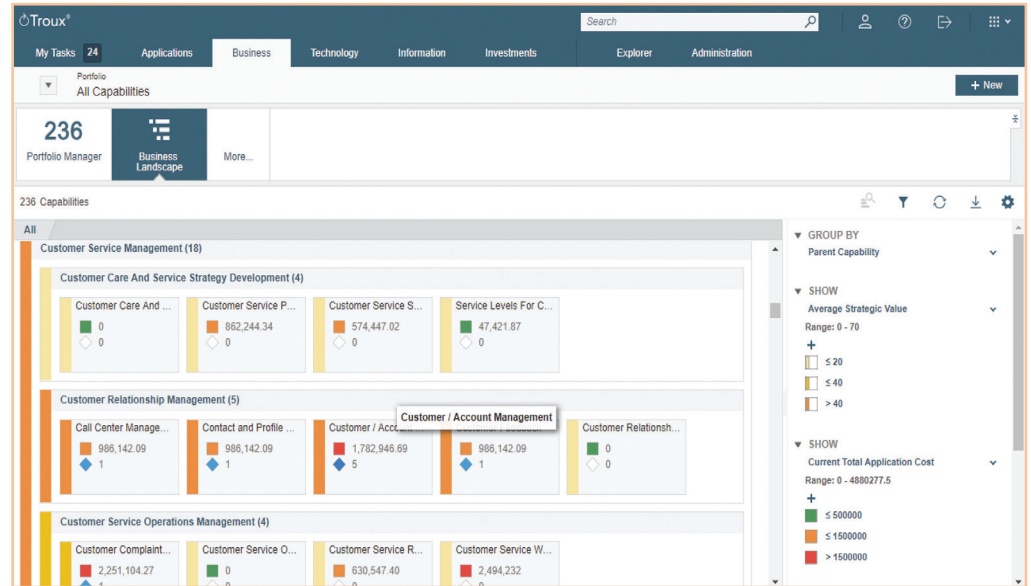 Troux®
Search
My Tasks 24 Applications Business Technology Information Investments Explorer Administration
Portfolio
All Capabilities
+ New
236
Portfolio Manager
Business
Landscape
More...
236 Capabilities
All
Customer Service Management (18)
Customer Care And Service Strategy Development (4)
Customer Care And ... Customer Service P... Customer Service S... Service Levels For C...
0 862,244.34 574,447.02 47,421.87
0 0 0 0
Customer Relationship Management (5)
Customer / Account Management
Call Center Manage... Contact and Profile ... Customer / Account Customer Relationsh...
986,142.09 986,142.09 1,782,946.69 986,142.09 0
1 1 5 1 0
Customer Service Operations Management (4)
Customer Complaint... Customer Service O... Customer Service R... Customer Service W...
2,251,104.27 0 630,547.40 2,494,232
GROUP BY
Parent Capability
SHOW
Average Strategic Value
Range: 0 - 70
+
≤ 20
≤ 40
> 40
SHOW
Current Total Application Cost
Range: 0 - 4880277.5
+
≤ 500000
≤ 1500000
> 1500000